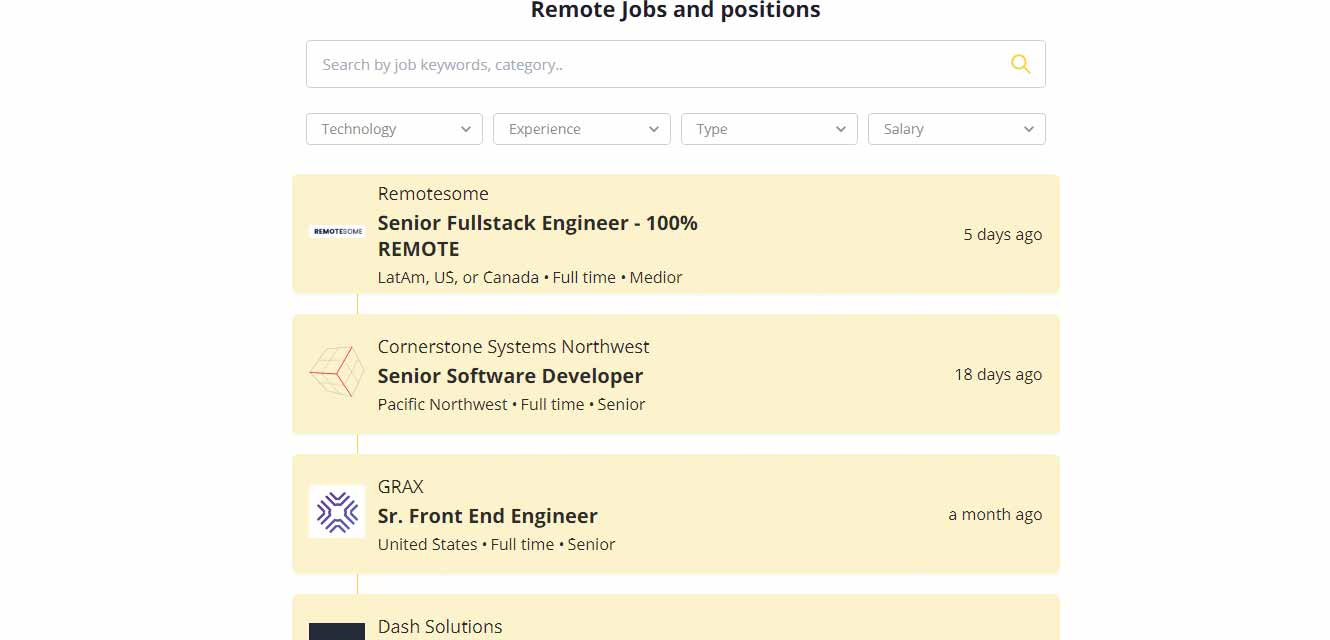 Remote Jobs and positions
Search by job keywords, category..
Technology
Experience
Type
Salary
Remotesome
REMOTESOME
Senior Fullstack Engineer - 100%
REMOTE
5 days ago
LatAm, US, or Canada • Full time • Medior
Cornerstone Systems Northwest
Senior Software Developer
18 days ago
Pacific Northwest • Full time • Senior
GRAX
Sr. Front End Engineer
a month ago
United States • Full time • Senior
Dash Solutions